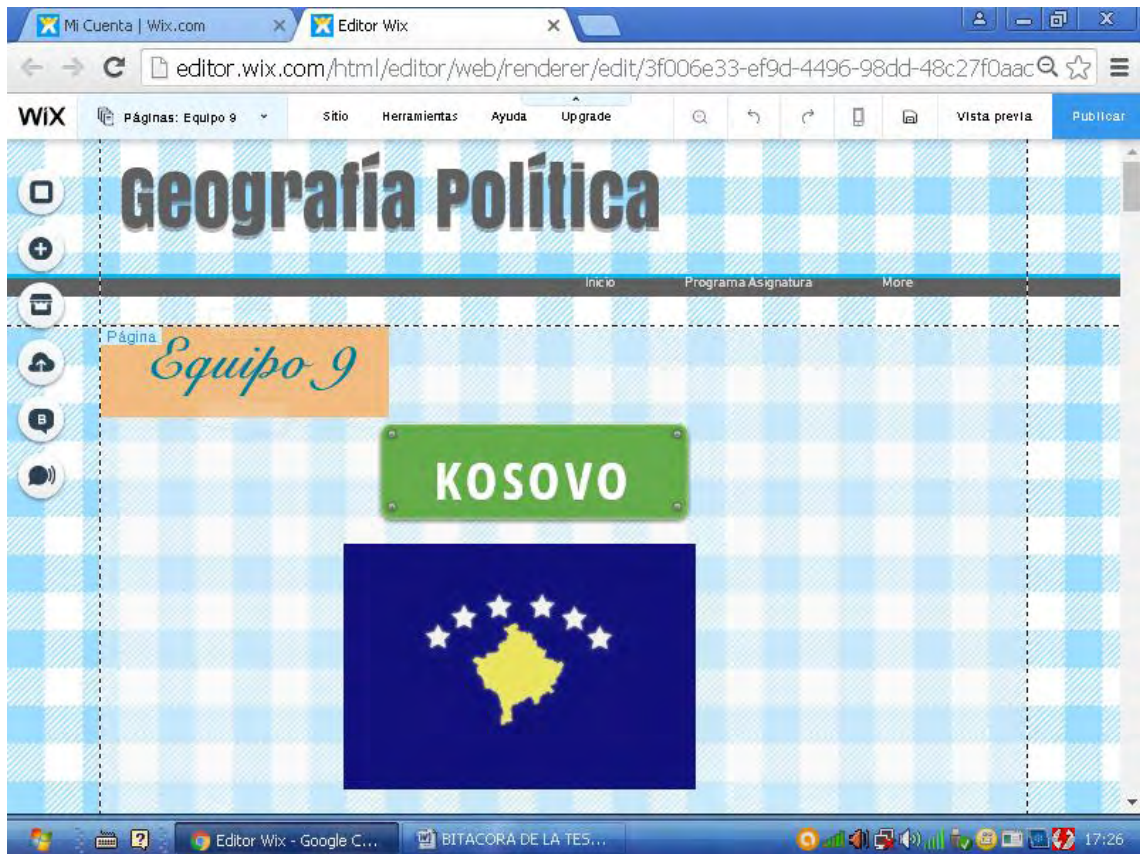 Mi Cuenta | Wix.com
Editor Wix
editor.wix.com/html/editor/web/renderer/edit/3f006e33-ef9d-4496-98dd-48c27f0aac
WiX
Páginas: Equipo 9
Sitio
Herramientas
Ayuda
Upgrade
Vista previa
Publicar
Geografía Política
Inicio
Programa Asignatura
More
Página
Equipo 9
B
KOSOVO
Editor Wix - Google C...
BITACORA DE LA TES...
17:26